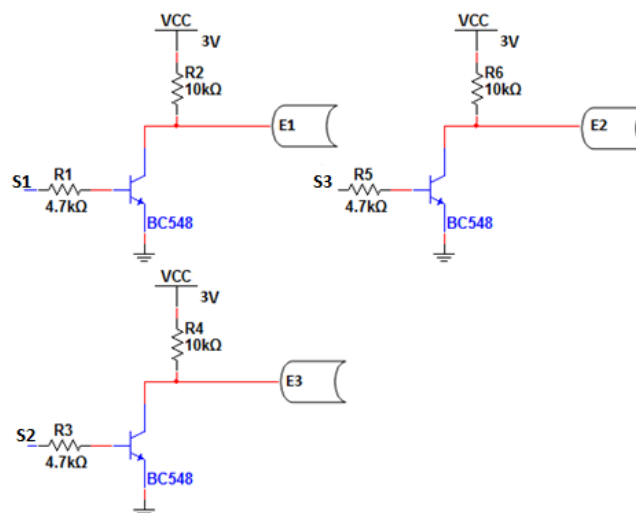 VCC
3V
R2
10kΩ
E1
S1
R1
4.7kΩ
BC548
VCC
3V
R6
10kΩ
E2
S3
R5
4.7kΩ
BC548
VCC
3V
R4
10kΩ
E3
S2
R3
4.7kΩ
BC548